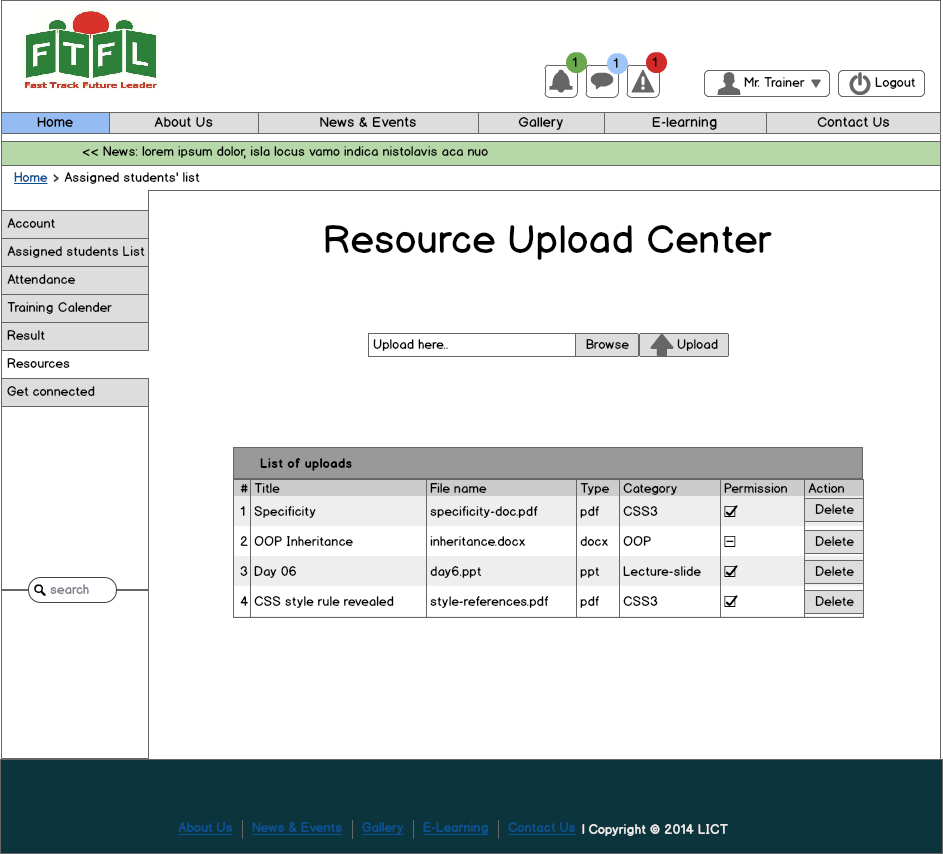 FTFL
Fast Track Future Leader
1 1 1
Mr. Trainer Logout
Home About Us News & Events Gallery E-learning Contact Us
<< News: lorem ipsum dolor, isla locus vamo indica nistolavis aca nuo
Home > Assigned students' list
Account
Assigned students List
Attendance
Training Calender
Result
Resources
Get connected
search
Resource Upload Center
Upload here.. Browse Upload
List of uploads
# Title File name Type Category Permission Action
1 Specificity specificity-doc.pdf pdf CSS3 Delete
2 OOP Inheritance inheritance.docx docx OOP Delete
3 Day 06 day6.ppt ppt Lecture-slide Delete
4 CSS style rule revealed style-references.pdf pdf CSS3 Delete
About Us News & Events Gallery E-Learning Contact Us | Copyright © 2014 LICT